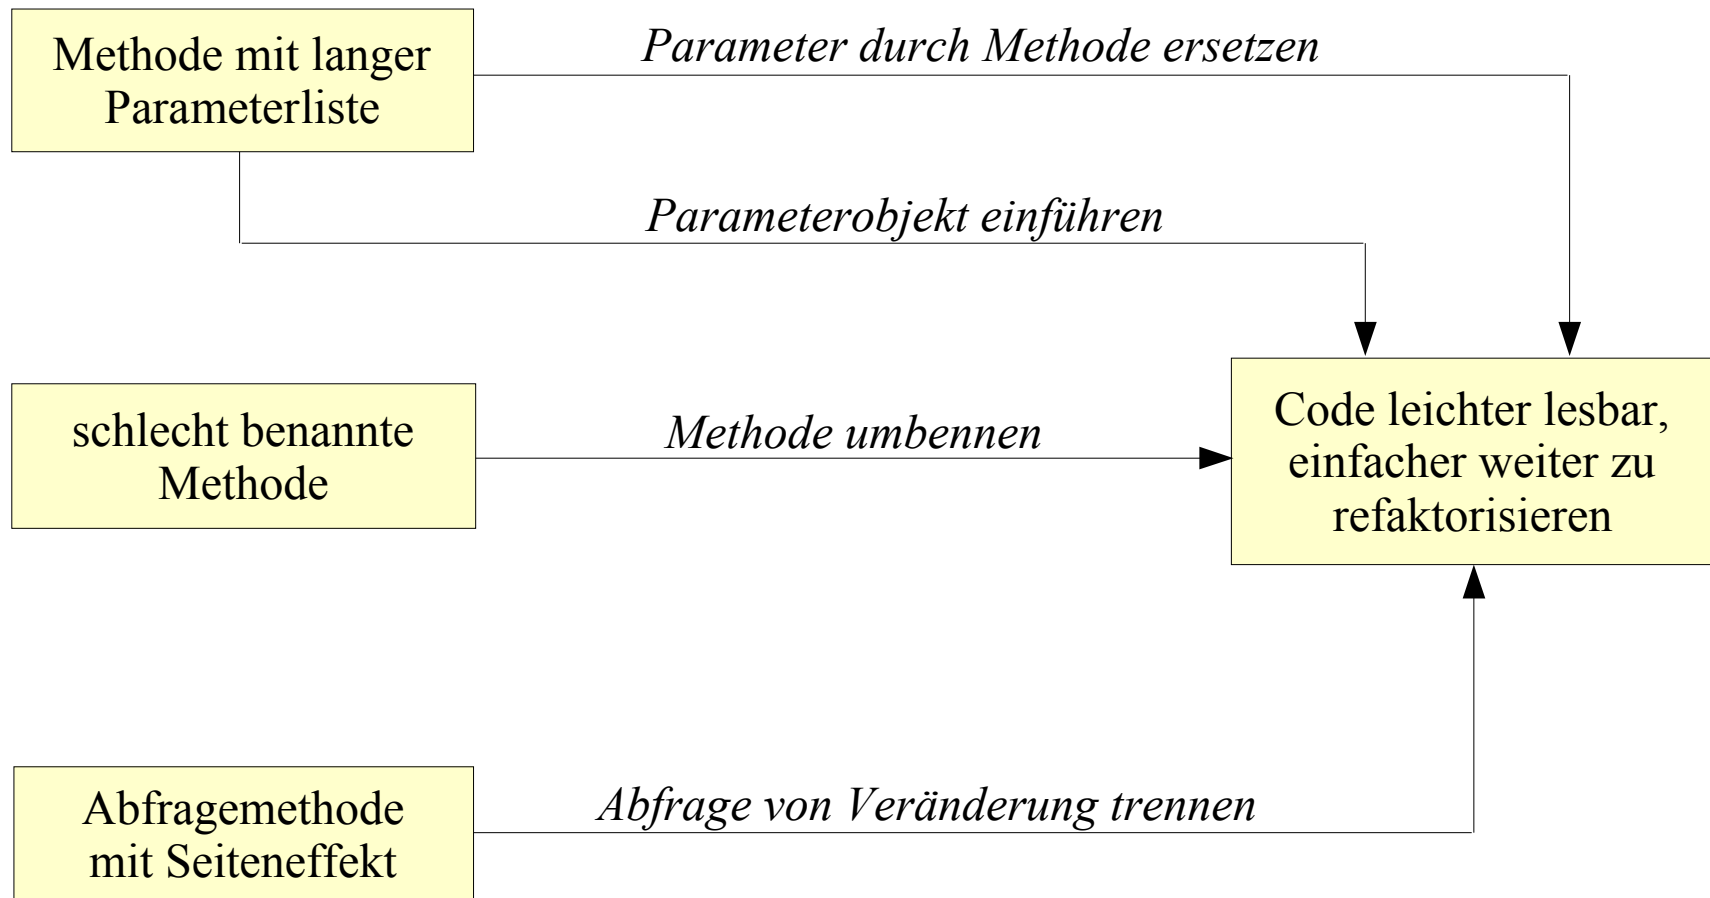 Methode mit langer
Parameterliste
Parameter durch Methode ersetzen
Parameterobjekt einführen
schlecht benannte
Methode
Methode umbennen
Code leichter lesbar,
einfacher weiter zu
refaktorisieren
Abfragemethode
mit Seiteneffekt
Abfrage von Veränderung trennen